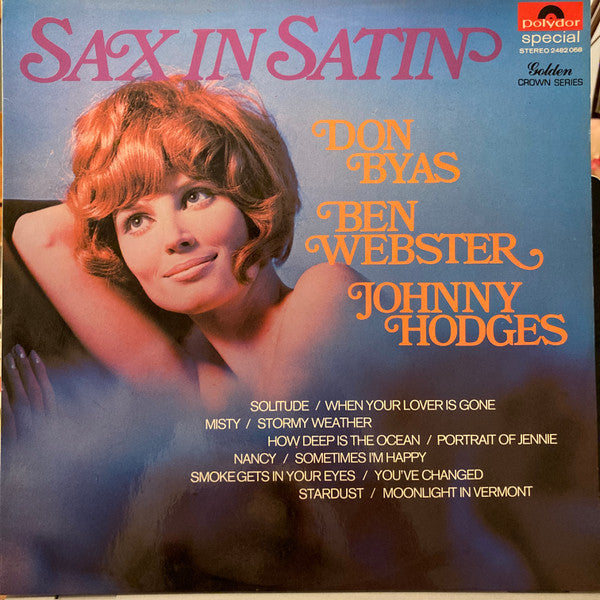 SAX IN SATIN
polydor
special
STEREO 2482 068
Golden
CROWN SERIES
DON
BYAS
BEN
WEBSTER
JOHNNY
HODGES
SOLITUDE / WHEN YOUR LOVER IS GONE
MISTY / STORMY WEATHER
HOW DEEP IS THE OCEAN / PORTRAIT OF JENNIE
NANCY / SOMETIMES I'M HAPPY
SMOKE GETS IN YOUR EYES / YOU'VE CHANGED
STARDUST / MOONLIGHT IN VERMONT